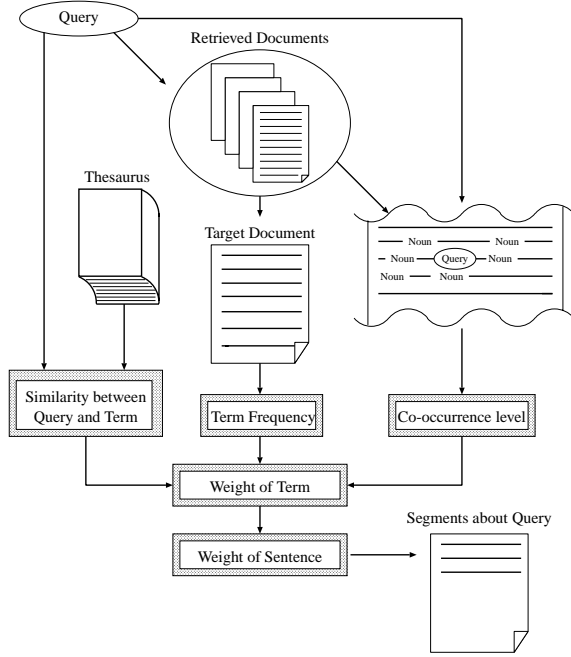 Query
Retrieved Documents
Thesaurus
Target Document
Noun Noun
Noun Query Noun
Noun Noun
Similarity between
Query and Term
Term Frequency
Co-occurrence level
Weight of Term
Segments about Query
Weight of Sentence